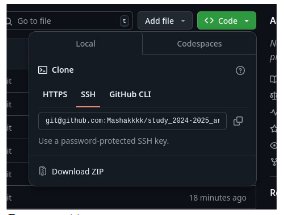 Go to file t Add file Code
Local Codespaces
Clone
HTTPS SSH GitHub CLI
git@github.com:Mashakkkk/study_2024-2025_ar
Use a password-protected SSH key.
Download ZIP
18 minutes ago